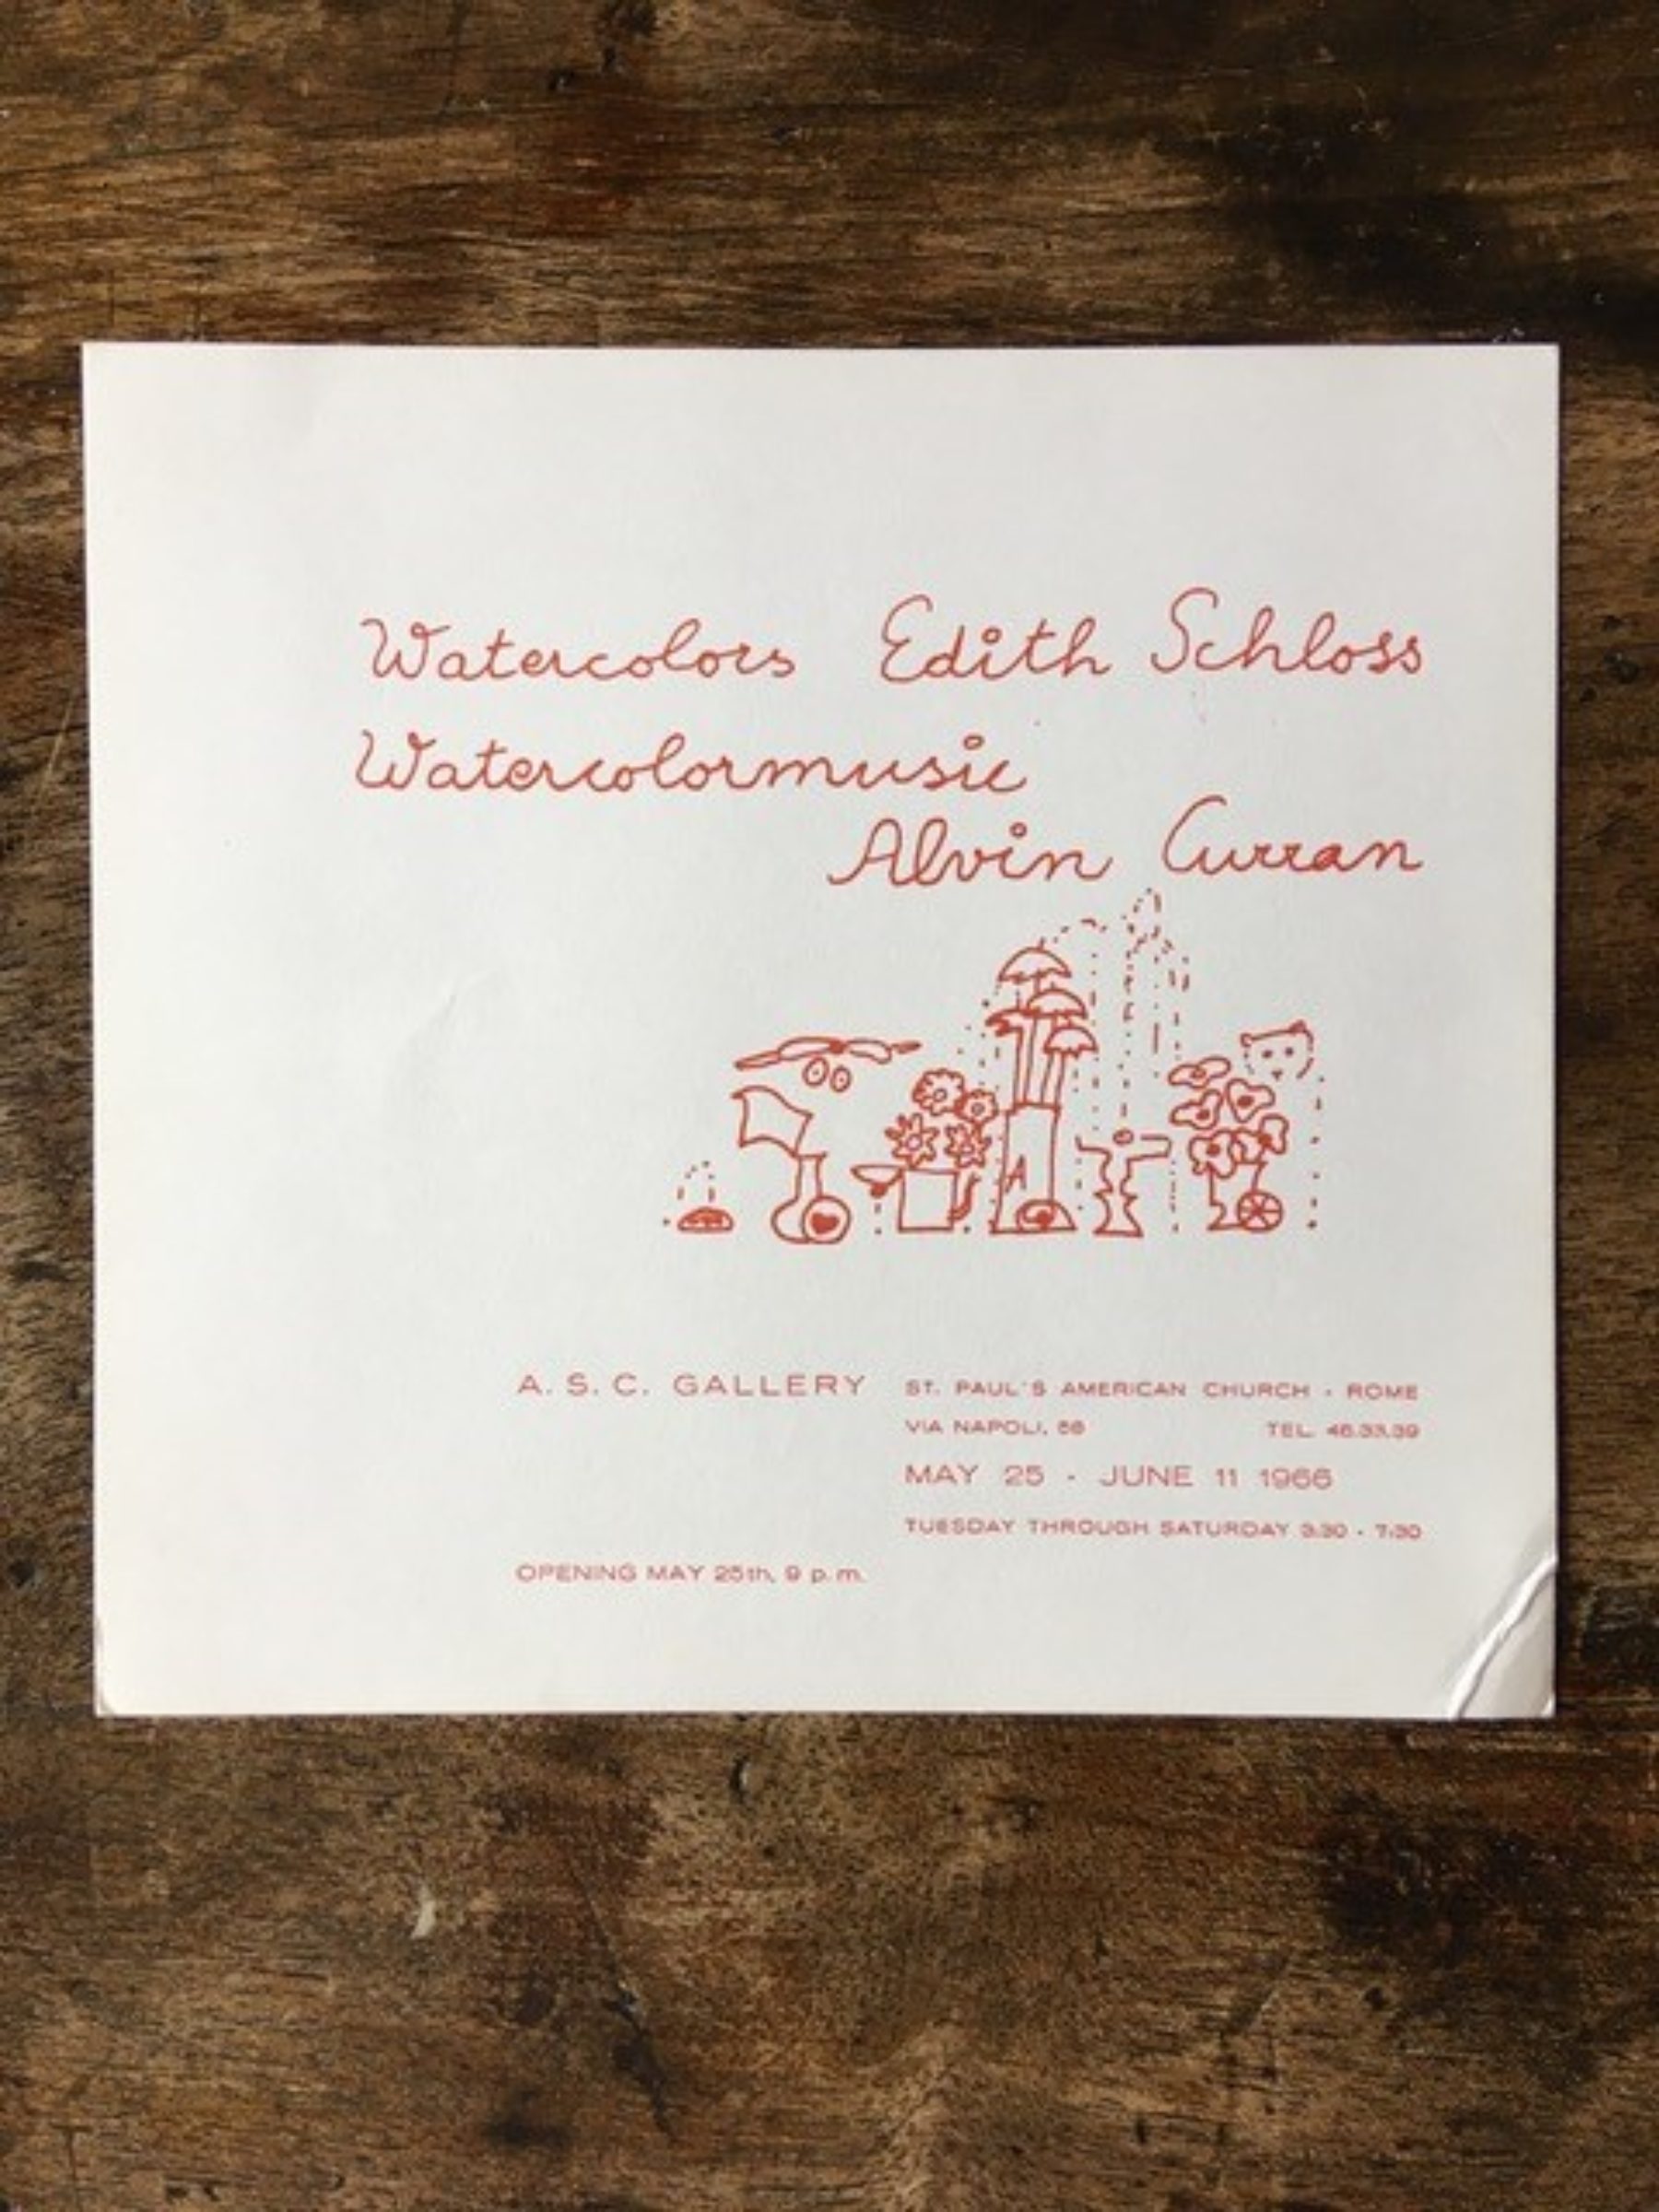 Watercolors Edith Schloss
Watercolormusic
Alvin Curran
A
A. S. C. GALLERY ST. PAUL'S AMERICAN CHURCH - ROME
VIA NAPOLI, 58 TEL. 46.33.39
MAY 25 - JUNE 11 1966
TUESDAY THROUGH SATURDAY 3.30 - 7.30
OPENING MAY 25th, 9 p. m.